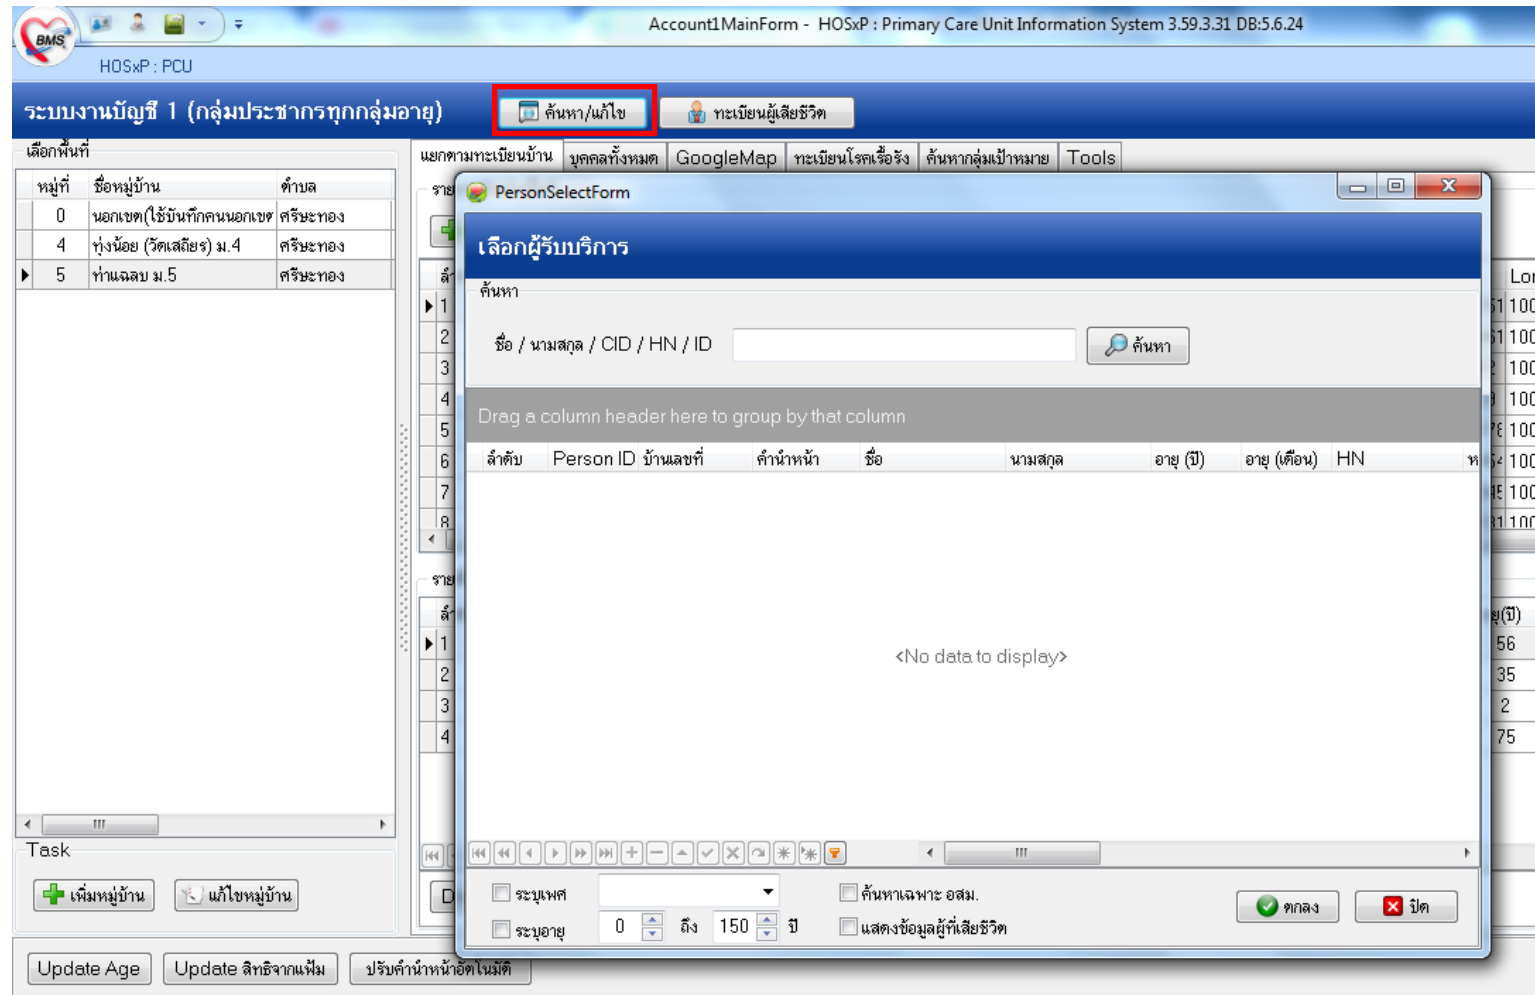 Account1MainForm - HOSxP : Primary Care Unit Information System 3.59.3.31 DB:5.6.24
BMS
HOSxP : PCU
ระบบงานบัญชี 1 (กลุ่มประชากรทุกกลุ่มอายุ)
ค้นหา/แก้ไข
ทะเบียนผู้เสียชีวิต
เลือกพื้นที่
หมู่ที่ ชื่อหมู่บ้าน ตำบล
0 นอกเขต(ใช้บันทึกคนนอกเขต ศรีษะทอง
4 ทุ่งน้อย (วัดเสถียร) ม.4 ศรีษะทอง
5 ท่าแฉลบ ม.5 ศรีษะทอง
แยกตามทะเบียนบ้าน บุคคลทั้งหมด GoogleMap ทะเบียนโรคเรื้อรัง ค้นหากลุ่มเป้าหมาย Tools
PersonSelectForm
เลือกผู้รับบริการ
ค้นหา
ชื่อ / นามสกุล / CID / HN / ID
ค้นหา
Drag a column header here to group by that column
ลำดับ Person ID บ้านเลขที่ คำนำหน้า ชื่อ นามสกุล อายุ (ปี) อายุ (เดือน) HN
<No data to display>
ระบุเพศ
ค้นหาเฉพาะ อสม.
ระบุอายุ 0 ถึง 150 ปี
แสดงข้อมูลผู้ที่เสียชีวิต
ตกลง
ปิด
1
2
3
4
5
6
7
8
1
2
3
4
56
35
2
75
Task
เพิ่มหมู่บ้าน
แก้ไขหมู่บ้าน
Update Age
Update สิทธิจากแฟ้ม
ปรับคำนำหน้าอัตโนมัติ